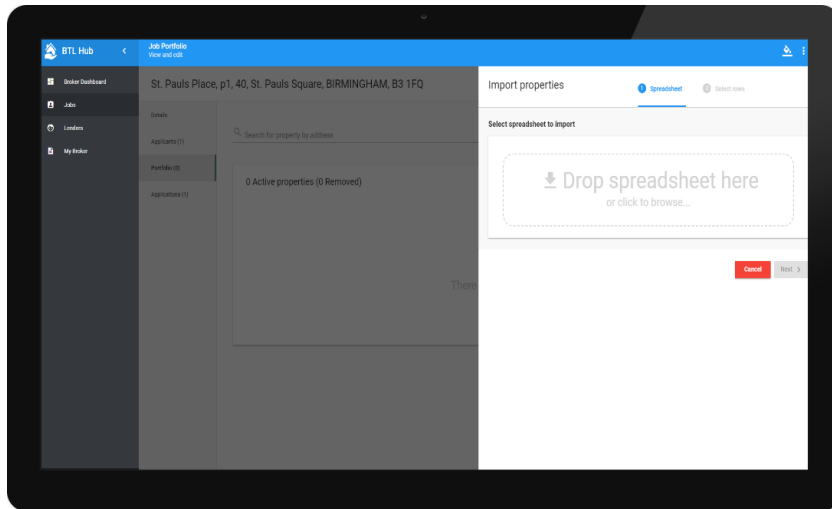 BTL Hub
Job Portfolio
View and edit
Broker Dashboard
Jobs
Lenders
My Broker
St. Pauls Place, p1, 40, St. Pauls Square, BIRMINGHAM, B3 1FQ
Details
Applicants (1)
Portfolio (0)
Applications (1)
Search for property by address
0 Active properties (0 Removed)
There
Import properties
1 Spreadsheet
2 Select rows
Select spreadsheet to import
Drop spreadsheet here
or click to browse...
Cancel
Next